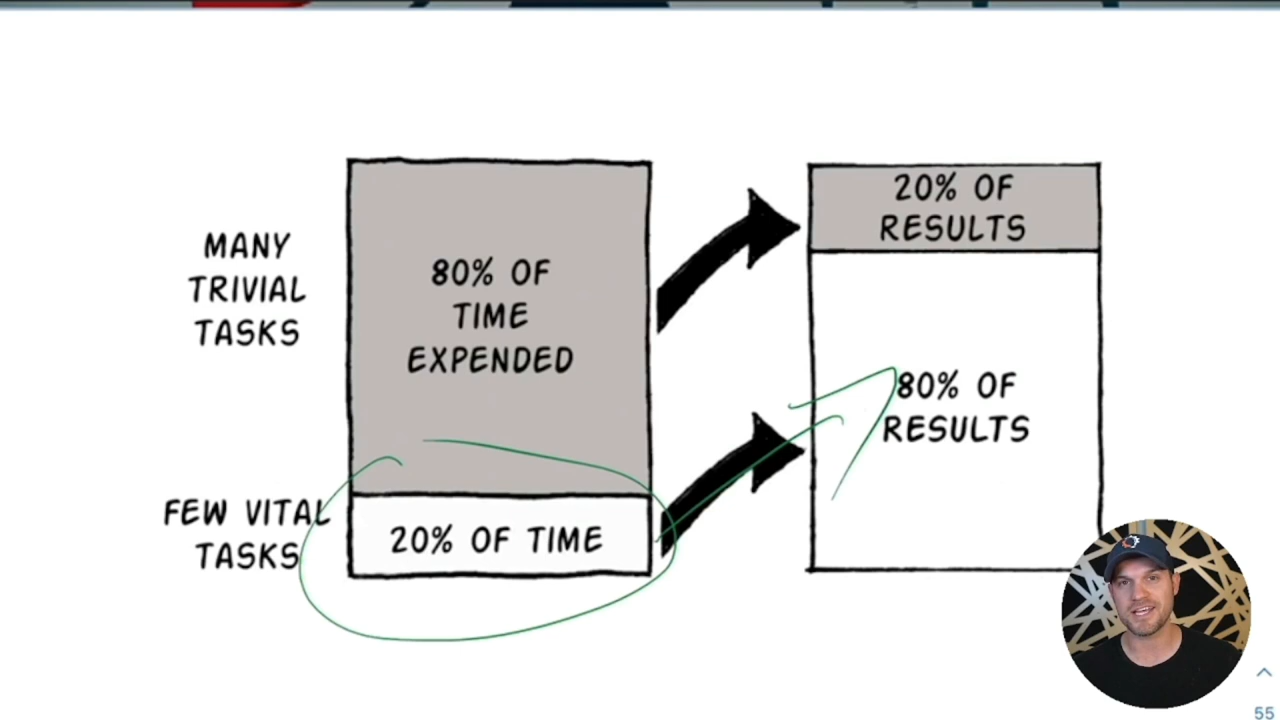 MANY
TRIVIAL
TASKS
80% OF
TIME
EXPENDED
FEW VITAL
TASKS
20% OF TIME
20% OF
RESULTS
80% OF
RESULTS
55